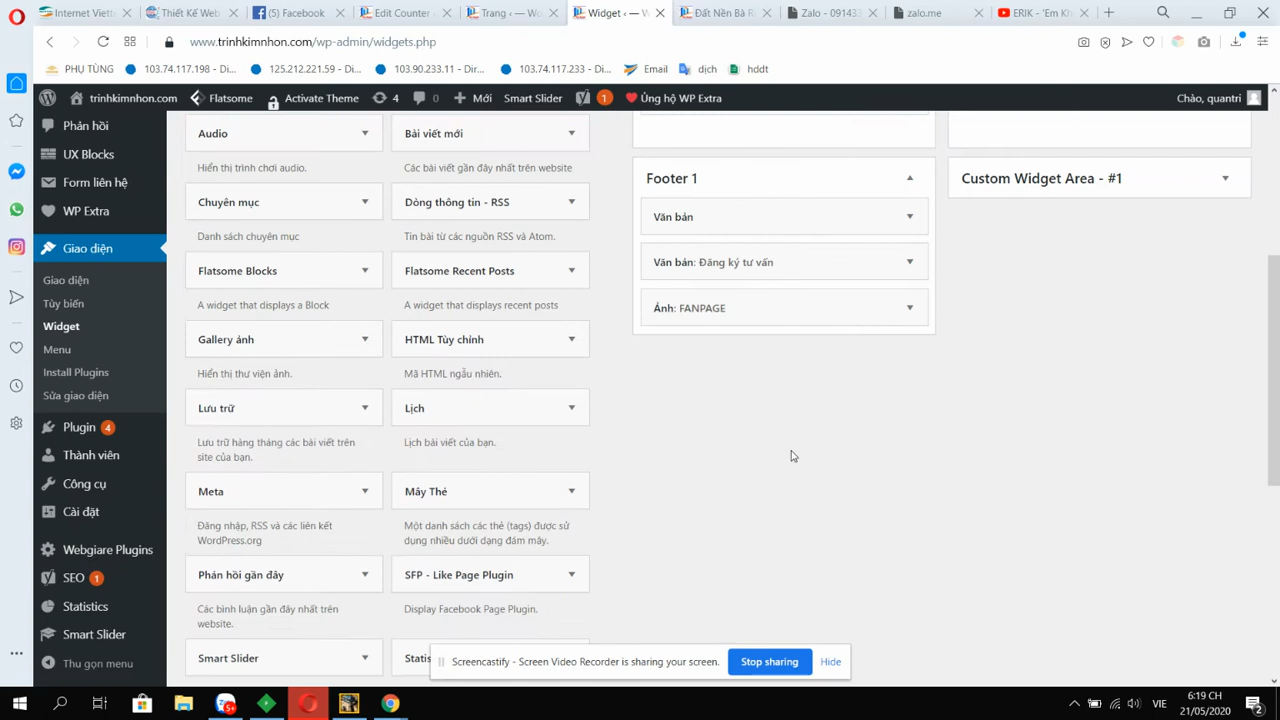 Internet Viett
Thiết Kế Web
(5) Facebook
Edit Counter
Trang ‹ — Wo
Widget ‹ — W
Đất Nền Bà R
Zalo - 091433
zalo.me
ERIK - 'Em Kh
www.trinhkimnhon.com/wp-admin/widgets.php
PHỤ TÙNG
103.74.117.198 - Di...
125.212.221.59 - Di...
103.90.233.11 - Dir...
103.74.117.233 - Di...
Email
dịch
hddt
trinhkimnhon.com
Flatsome
Activate Theme
4
0
Mới
Smart Slider
1
Ủng hộ WP Extra
Chào, quantri
Phản hồi
UX Blocks
Form liên hệ
WP Extra
Giao diện
Giao diện
Tùy biến
Widget
Menu
Install Plugins
Sửa giao diện
Plugin 4
Thành viên
Công cụ
Cài đặt
Webgiare Plugins
SEO 1
Statistics
Smart Slider
Thu gọn menu
Audio
Hiển thị trình chơi audio.
Bài viết mới
Các bài viết gần đây nhất trên website
Chuyên mục
Danh sách chuyên mục
Dòng thông tin - RSS
Tin bài từ các nguồn RSS và Atom.
Flatsome Blocks
A widget that displays a Block
Flatsome Recent Posts
A widget that displays recent posts
Gallery ảnh
Hiển thị thư viện ảnh.
HTML Tùy chỉnh
Mã HTML ngẫu nhiên.
Lưu trữ
Lưu trữ hàng tháng các bài viết trên
site của bạn.
Lịch
Lịch bài viết của bạn.
Meta
Đăng nhập, RSS và các liên kết
WordPress.org
Mây Thẻ
Một danh sách các thẻ (tags) được sử
dụng nhiều dưới dạng đám mây.
Phản hồi gần đây
Các bình luận gần đây nhất trên
website.
SFP - Like Page Plugin
Display Facebook Page Plugin.
Smart Slider
Statis
Footer 1
Văn bản
Văn bản: Đăng ký tư vấn
Ảnh: FANPAGE
Custom Widget Area - #1
Screencastify - Screen Video Recorder is sharing your screen.
Stop sharing
Hide
5+
VIE
6:19 CH
21/05/2020
2